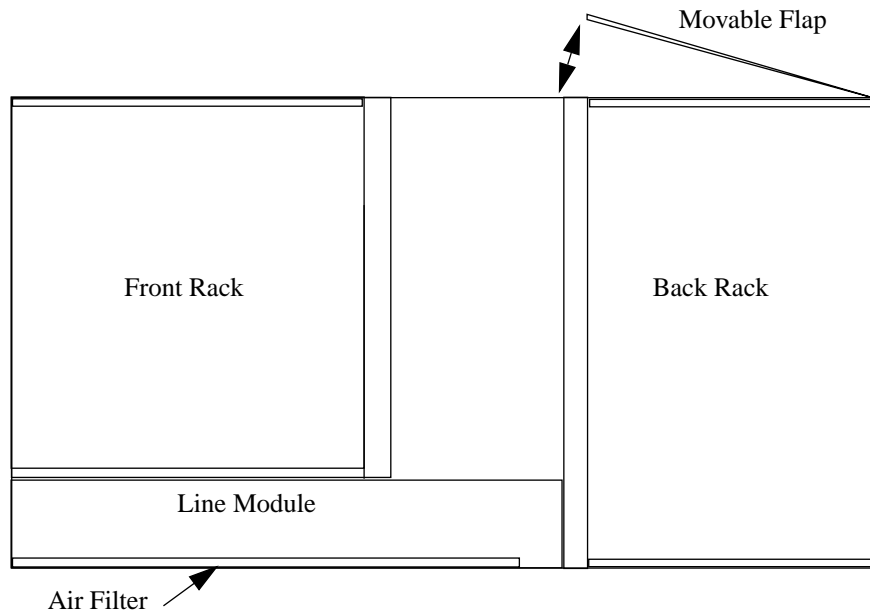 Movable Flap
Front Rack
Back Rack
Line Module
Air Filter